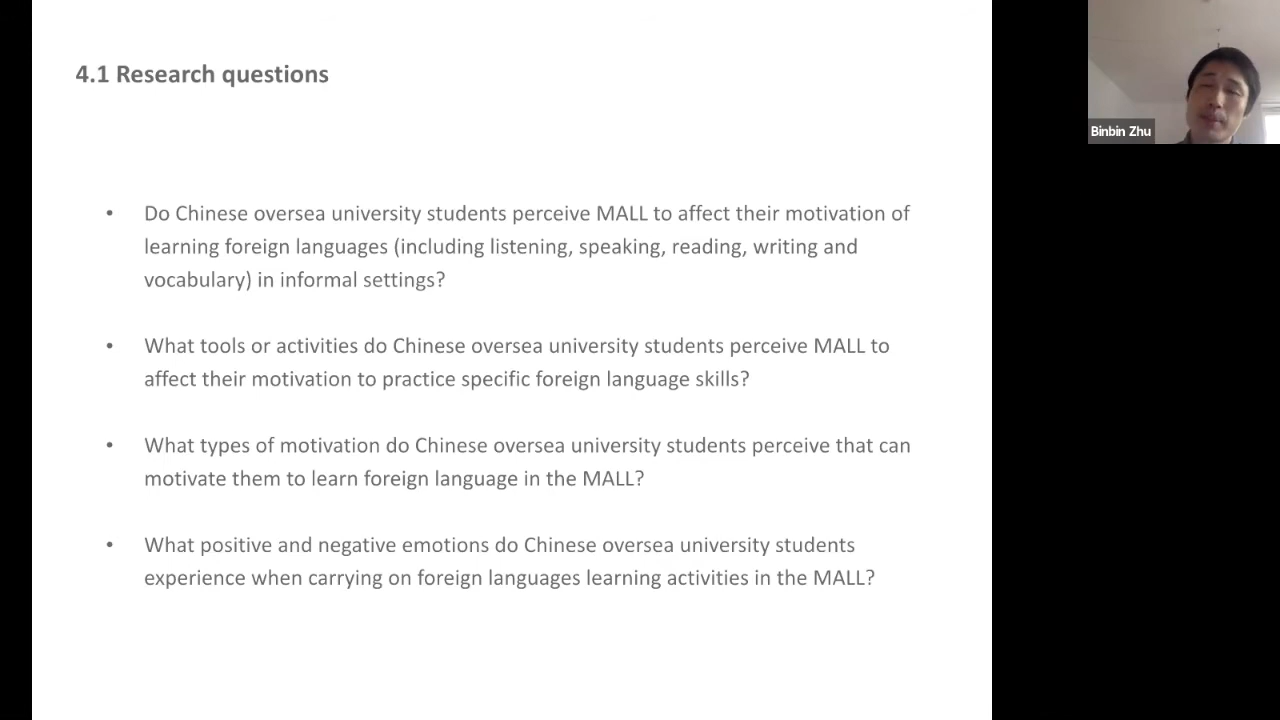 4.1 Research questions
Binbin Zhu
• Do Chinese oversea university students perceive MALL to affect their motivation of
learning foreign languages (including listening, speaking, reading, writing and
vocabulary) in informal settings?
• What tools or activities do Chinese oversea university students perceive MALL to
affect their motivation to practice specific foreign language skills?
• What types of motivation do Chinese oversea university students perceive that can
motivate them to learn foreign language in the MALL?
• What positive and negative emotions do Chinese oversea university students
experience when carrying on foreign languages learning activities in the MALL?